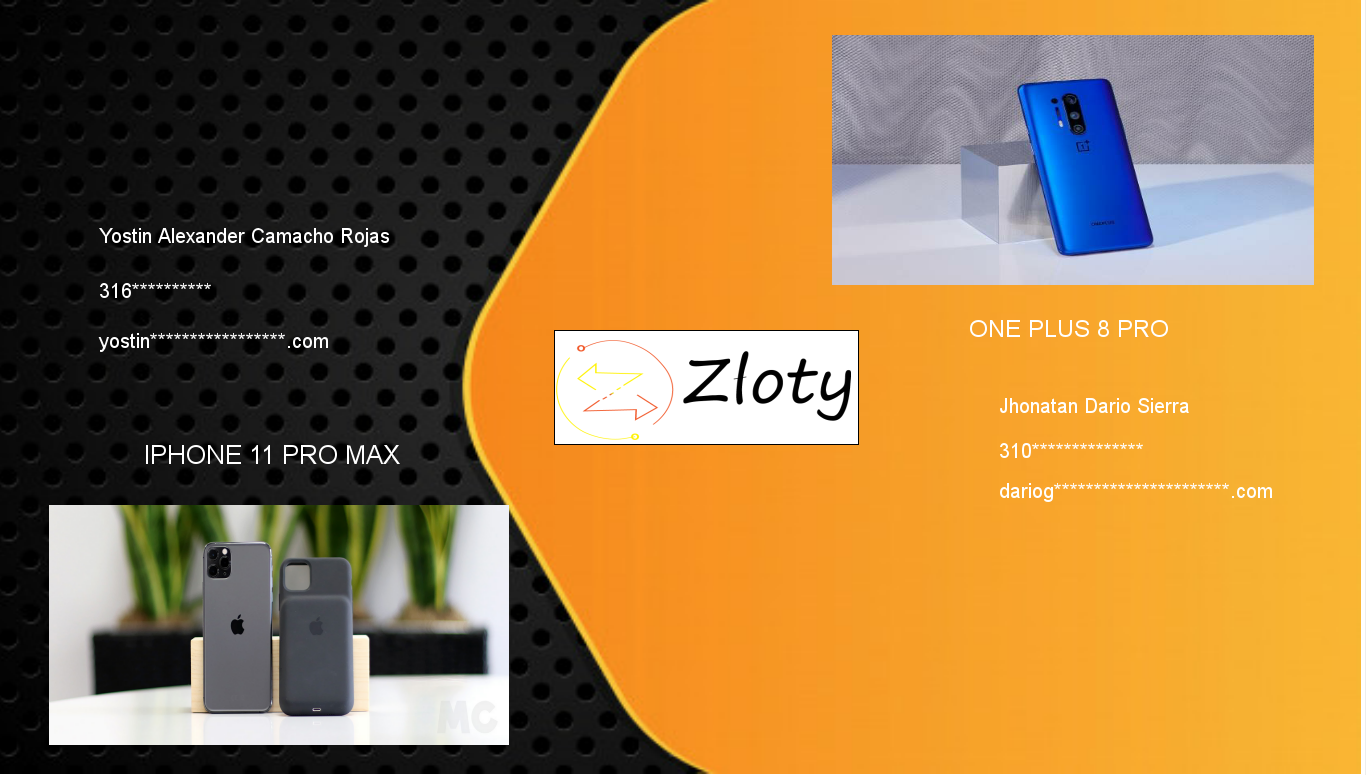 Yostin Alexander Camacho Rojas
316**********
yostin*****************.com
IPHONE 11 PRO MAX
MC
Zloty
ONE PLUS 8 PRO
Jhonatan Dario Sierra
310**************
dariog**********************.com